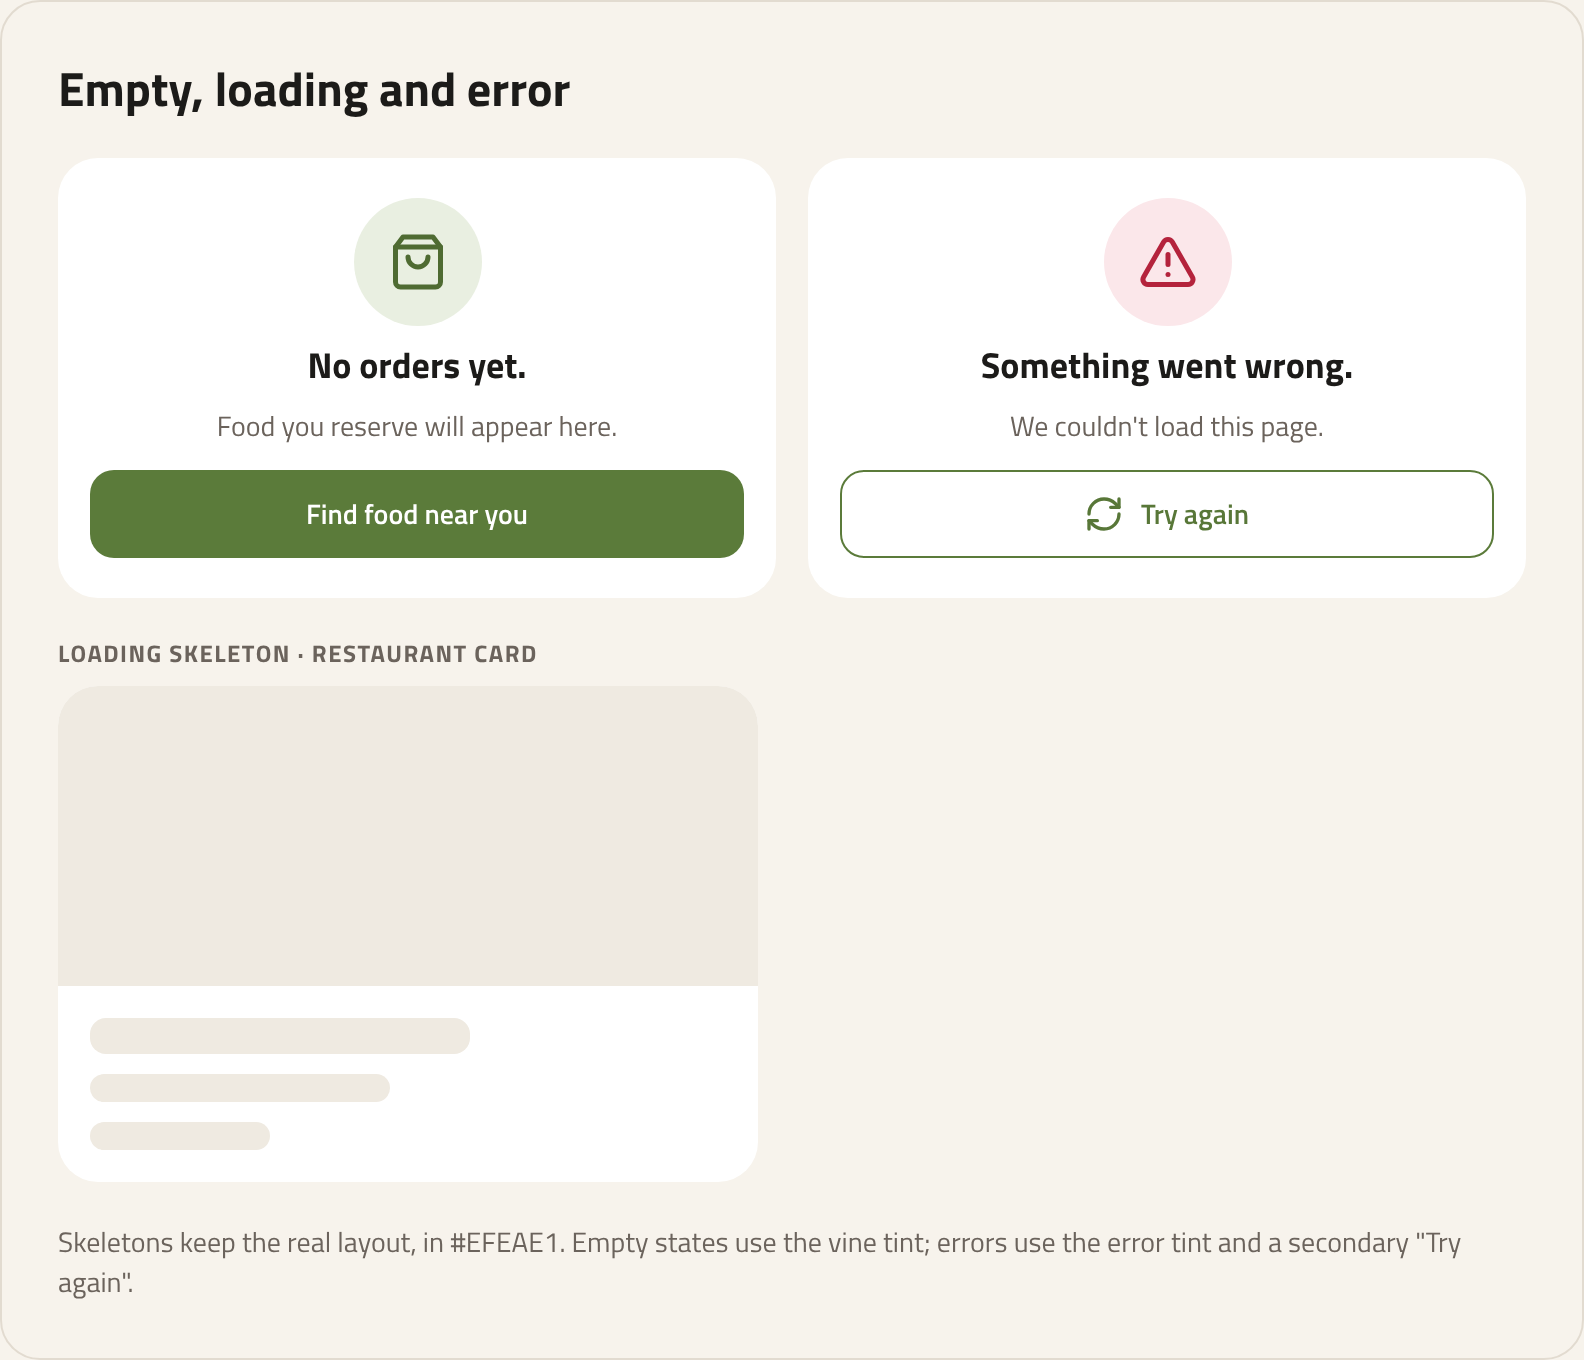 Empty, loading and error
No orders yet.
Food you reserve will appear here.
Find food near you
Something went wrong.
We couldn't load this page.
Try again
LOADING SKELETON · RESTAURANT CARD
Skeletons keep the real layout, in #EFEAE1. Empty states use the vine tint; errors use the error tint and a secondary "Try
again".